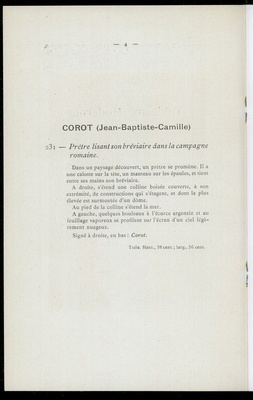 — 4 —
COROT (Jean-Baptiste-Camille)
231 — Prêtre lisant son bréviaire dans la campagne
romaine.
Dans un paysage découvert, un prêtre se promène. Il a
une calotte sur la tête, un manteau sur les épaules, et tient
entre ses mains son bréviaire.
A droite, s'étend une colline boisée couverte, à son
extrémité, de constructions qui s'étagent, et dont la plus
élevée est surmontée d'un dôme.
Au pied de la colline s'étend la mer.
A gauche, quelques bouleaux à l'écorce argentée et au
feuillage vaporeux se profilent sur l'écran d'un ciel légè-
rement nuageux.
Signé à droite, en bas : Corot.
Toile. Haut., cent.; larg., cent.